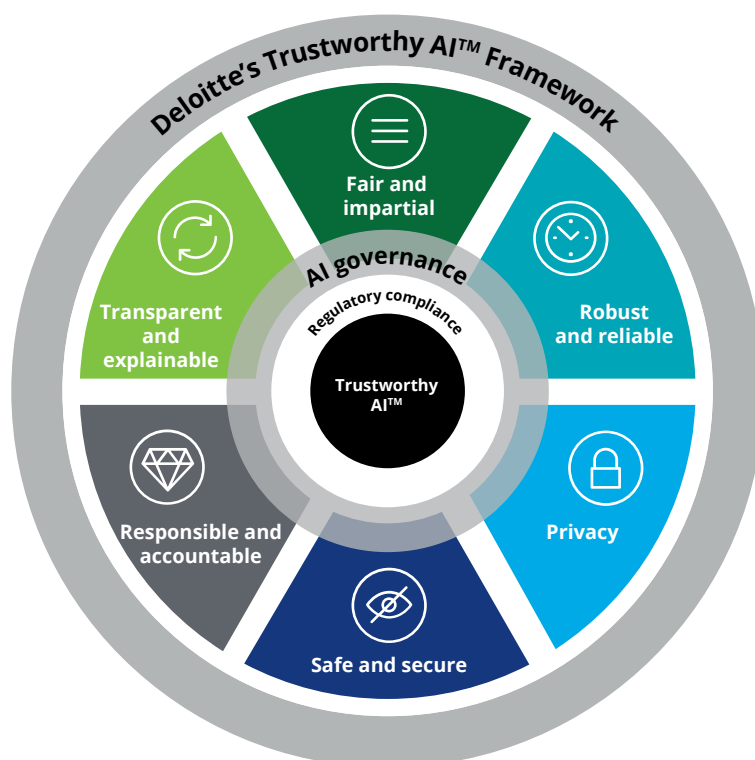 Deloitte's Trustworthy AI™ Framework
Fair and
impartial
Robust
and reliable
Privacy
Safe and secure
Responsible and
accountable
Transparent
and
explainable
AI governance
Regulatory compliance
Trustworthy
AI™